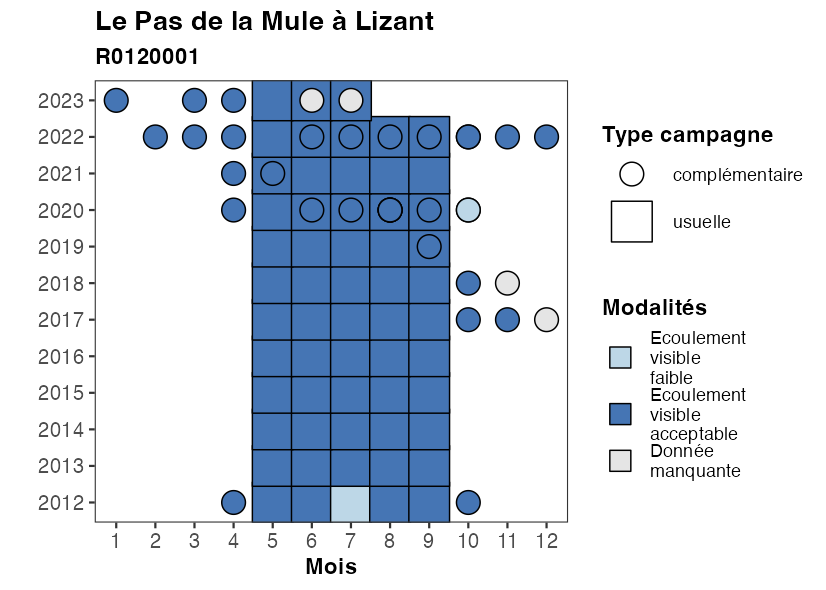 Le Pas de la Mule à Lizant
R0120001
2023
2022
2021
2020
2019
2018
2017
2016
2015
2014
2013
2012
1 2 3 4 5 6 7 8 9 10 11 12
Mois
Type campagne
complémentaire
usuelle
Modalités
Ecoulement
visible
faible
Ecoulement
visible
acceptable
Donnée
manquante